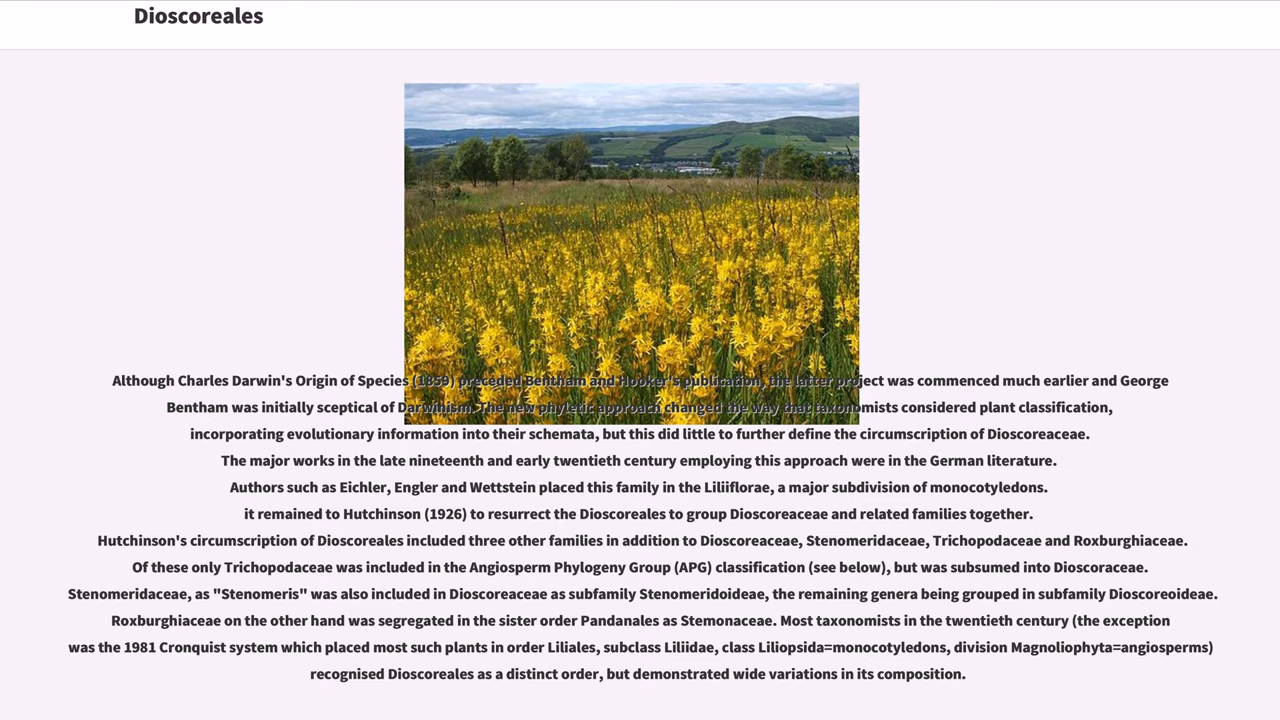 Dioscoreales
Although Charles Darwin's Origin of Species (1859) preceded Bentham and Hooker's publication, the latter project was commenced much earlier and George
Bentham was initially sceptical of Darwinism. The new phyletic approach changed the way that taxonomists considered plant classification,
incorporating evolutionary information into their schemata, but this did little to further define the circumscription of Dioscoreaceae.
The major works in the late nineteenth and early twentieth century employing this approach were in the German literature.
Authors such as Eichler, Engler and Wettstein placed this family in the Liliiflorae, a major subdivision of monocotyledons.
it remained to Hutchinson (1926) to resurrect the Dioscoreales to group Dioscoreaceae and related families together.
Hutchinson's circumscription of Dioscoreales included three other families in addition to Dioscoreaceae, Stenomeridaceae, Trichopodaceae and Roxburghiaceae.
Of these only Trichopodaceae was included in the Angiosperm Phylogeny Group (APG) classification (see below), but was subsumed into Dioscoraceae.
Stenomeridaceae, as "Stenomeris" was also included in Dioscoreaceae as subfamily Stenomeridoideae, the remaining genera being grouped in subfamily Dioscoreoideae.
Roxburghiaceae on the other hand was segregated in the sister order Pandanales as Stemonaceae. Most taxonomists in the twentieth century (the exception
was the 1981 Cronquist system which placed most such plants in order Liliales, subclass Liliidae, class Liliopsida=monocotyledons, division Magnoliophyta=angiosperms)
recognised Dioscoreales as a distinct order, but demonstrated wide variations in its composition.